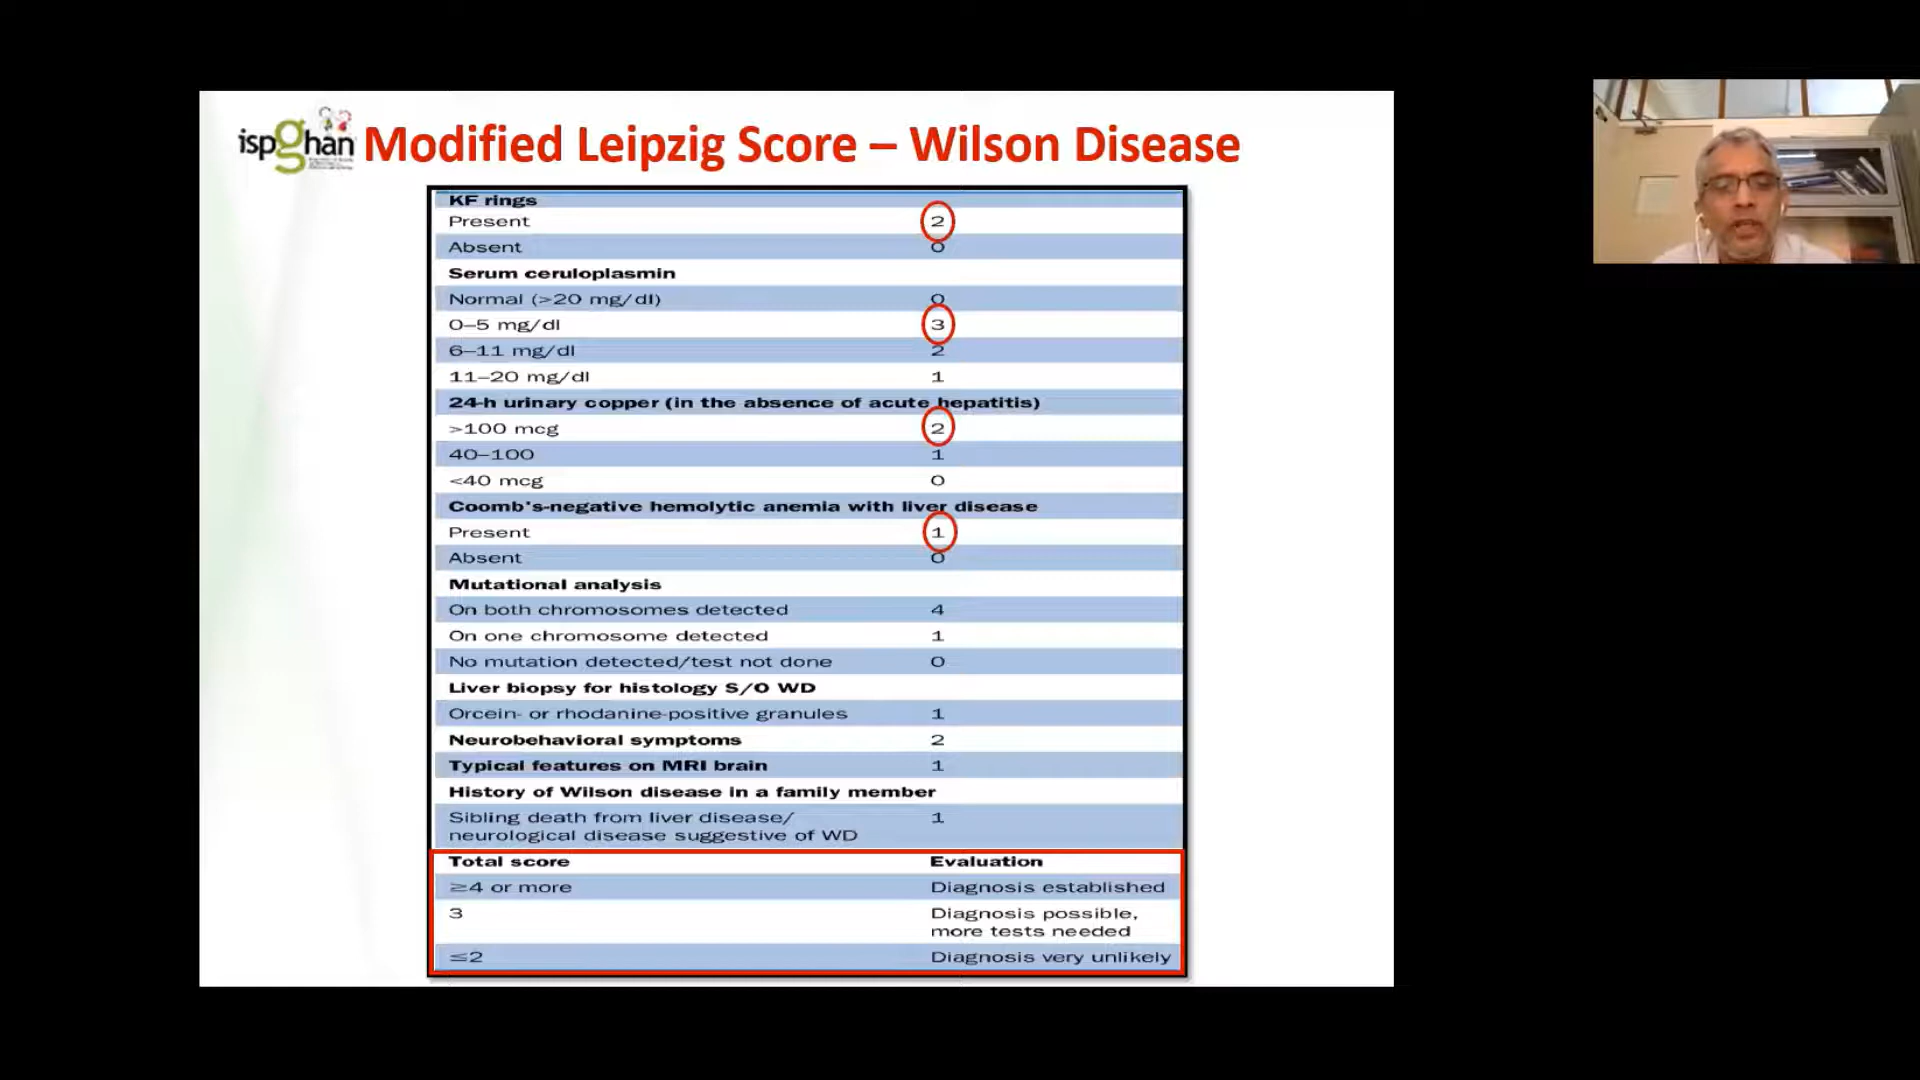 ispghan
Modified Leipzig Score – Wilson Disease
KF rings
Present 2
Absent 0
Serum ceruloplasmin
Normal (>20 mg/dl) 0
0–5 mg/dl 3
6–11 mg/dl 2
11–20 mg/dl 1
24-h urinary copper (in the absence of acute hepatitis)
>100 mcg 2
40–100 1
<40 mcg 0
Coomb's-negative hemolytic anemia with liver disease
Present 1
Absent 0
Mutational analysis
On both chromosomes detected 4
On one chromosome detected 1
No mutation detected/test not done 0
Liver biopsy for histology S/O WD
Orcein- or rhodanine-positive granules 1
Neurobehavioral symptoms 2
Typical features on MRI brain 1
History of Wilson disease in a family member
Sibling death from liver disease/ 1
neurological disease suggestive of WD
Total score Evaluation
≥4 or more Diagnosis established
3 Diagnosis possible,
more tests needed
≤2 Diagnosis very unlikely